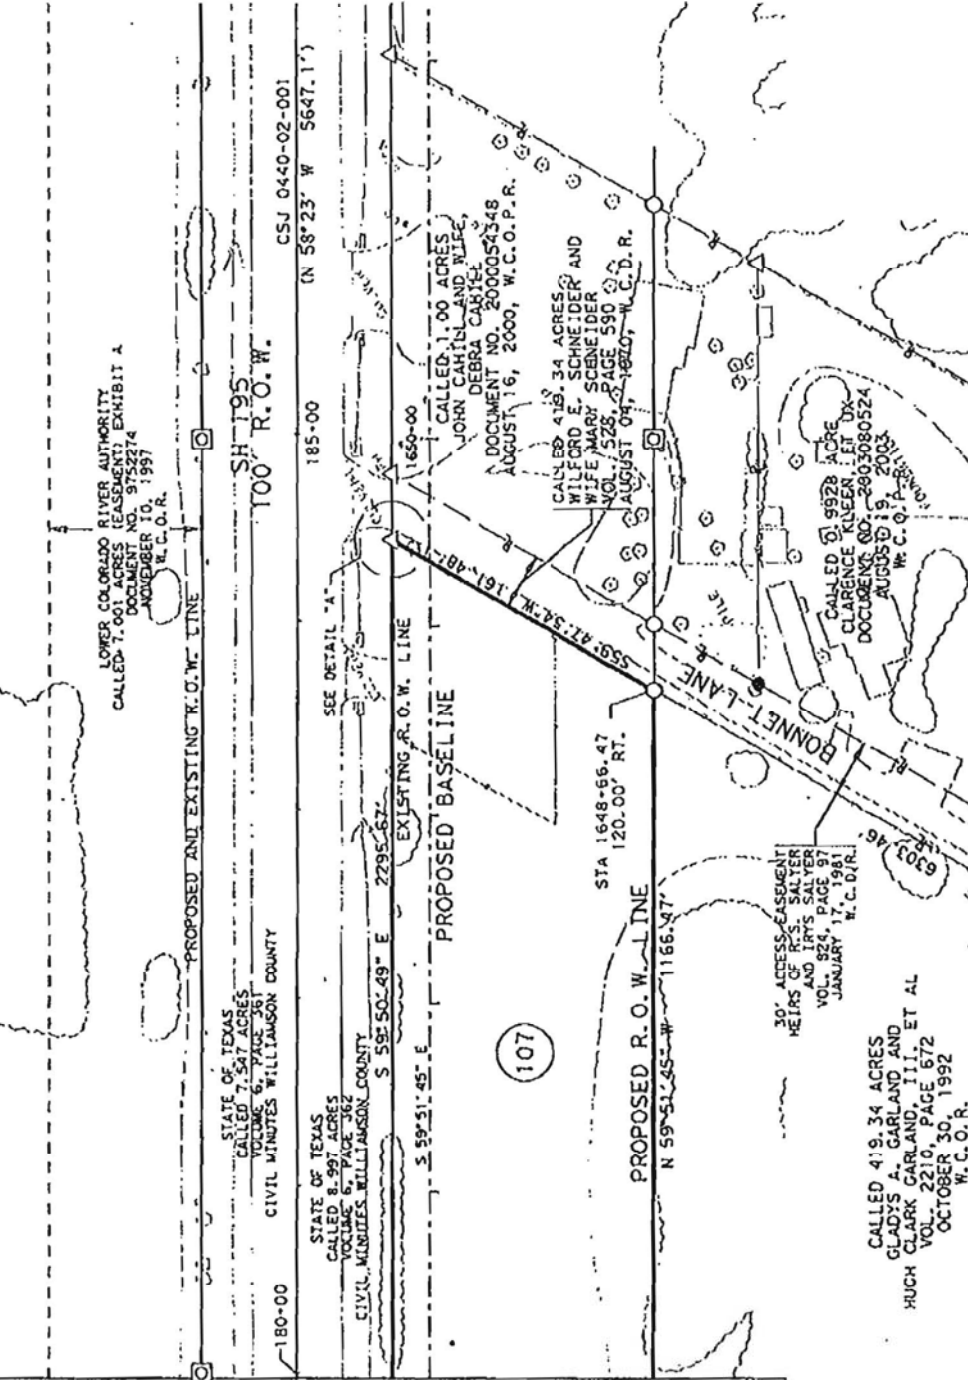 LOWER COLORADO RIVER AUTHORITY
CALLED 7.001 ACRES (EASEMENT) EXHIBIT A
DOCUMENT NO. 9752274
NOVEMBER 10, 1997
W.C.O.R.
PROPOSED AND EXISTING R.O.W. LINE
SH 195
100' R.O.W.
CSJ 0440-02-001
(N 58°23' W 5647.1')
185+00
180+00
STATE OF TEXAS
CALLED 7.547 ACRES
VOLUME 6, PAGE 361
CIVIL MINUTES WILLIAMSON COUNTY
STATE OF TEXAS
CALLED 8.997 ACRES
VOLUME 6, PAGE 362
CIVIL MINUTES WILLIAMSON COUNTY
SEE DETAIL "A"
S 59°50'49" E 2295.67'
EXISTING R.O.W. LINE
S 59°51'45" E
PROPOSED BASELINE
1650+00
CALLED 1.00 ACRES
JOHN CAHILL AND WIFE,
DEBRA CAHILL
DOCUMENT NO. 2000054348
AUGUST 16, 2000, W.C.O.P.R.
CALLED 419.34 ACRES
WILFORD E. SCHNEIDER AND
WIFE MARY SCHNEIDER
VOL. 528, PAGE 590
AUGUST 04, 1970, W.C.D.R.
161.48'
107
STA 1648+66.47
120.00' RT.
PROPOSED R.O.W. LINE
N 59°51'45" W 1166.47'
BONNET LANE
PILE
6303.46'
CALLED 0.9928 ACRE
CLARENCE KLEEN, ET UX
DOCUMENT NO. 2003080524
AUGUST 19, 2003
W.C.O.P.R.
30' ACCESS EASEMENT
HEIRS OF R.S. SALYER
AND IRYS SALYER
VOL. 824, PAGE 97
JANUARY 17, 1981
W.C.D.R.
CALLED 419.34 ACRES
GLADYS A. GARLAND AND
HUGH CLARK GARLAND, III, ET AL
VOL. 2210, PAGE 672
OCTOBER 30, 1992
W.C.O.R.